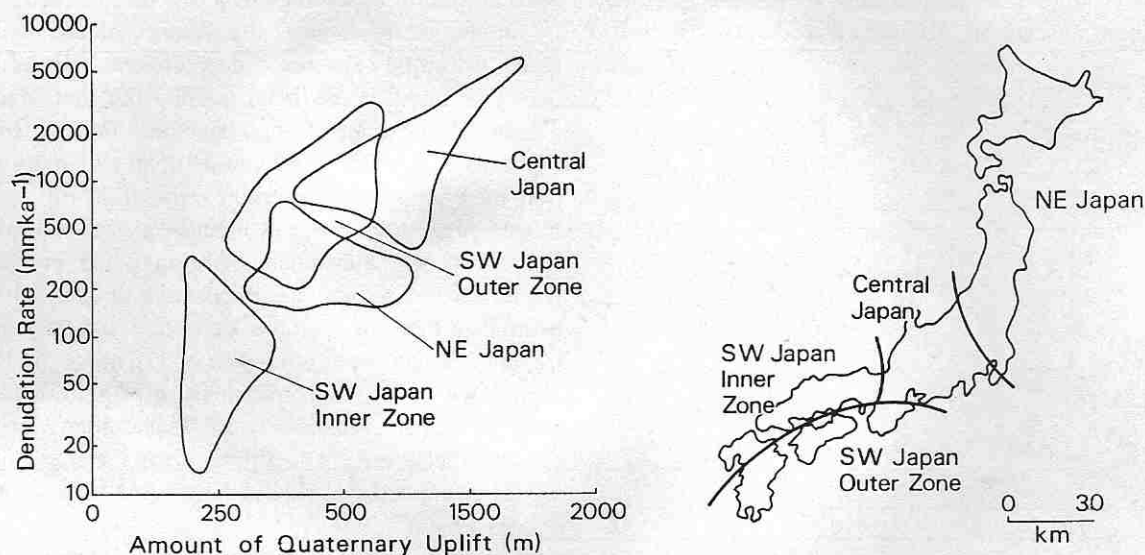 10000
5000
2000
1000
500
200
100
50
20
10
Denudation Rate (mmka⁻¹)
0
250
500
1500
2000
Amount of Quaternary Uplift (m)
Central
Japan
SW Japan
Outer Zone
NE Japan
SW Japan
Inner Zone
NE Japan
Central
Japan
SW Japan
Inner
Zone
SW Japan
Outer Zone
0 30
km